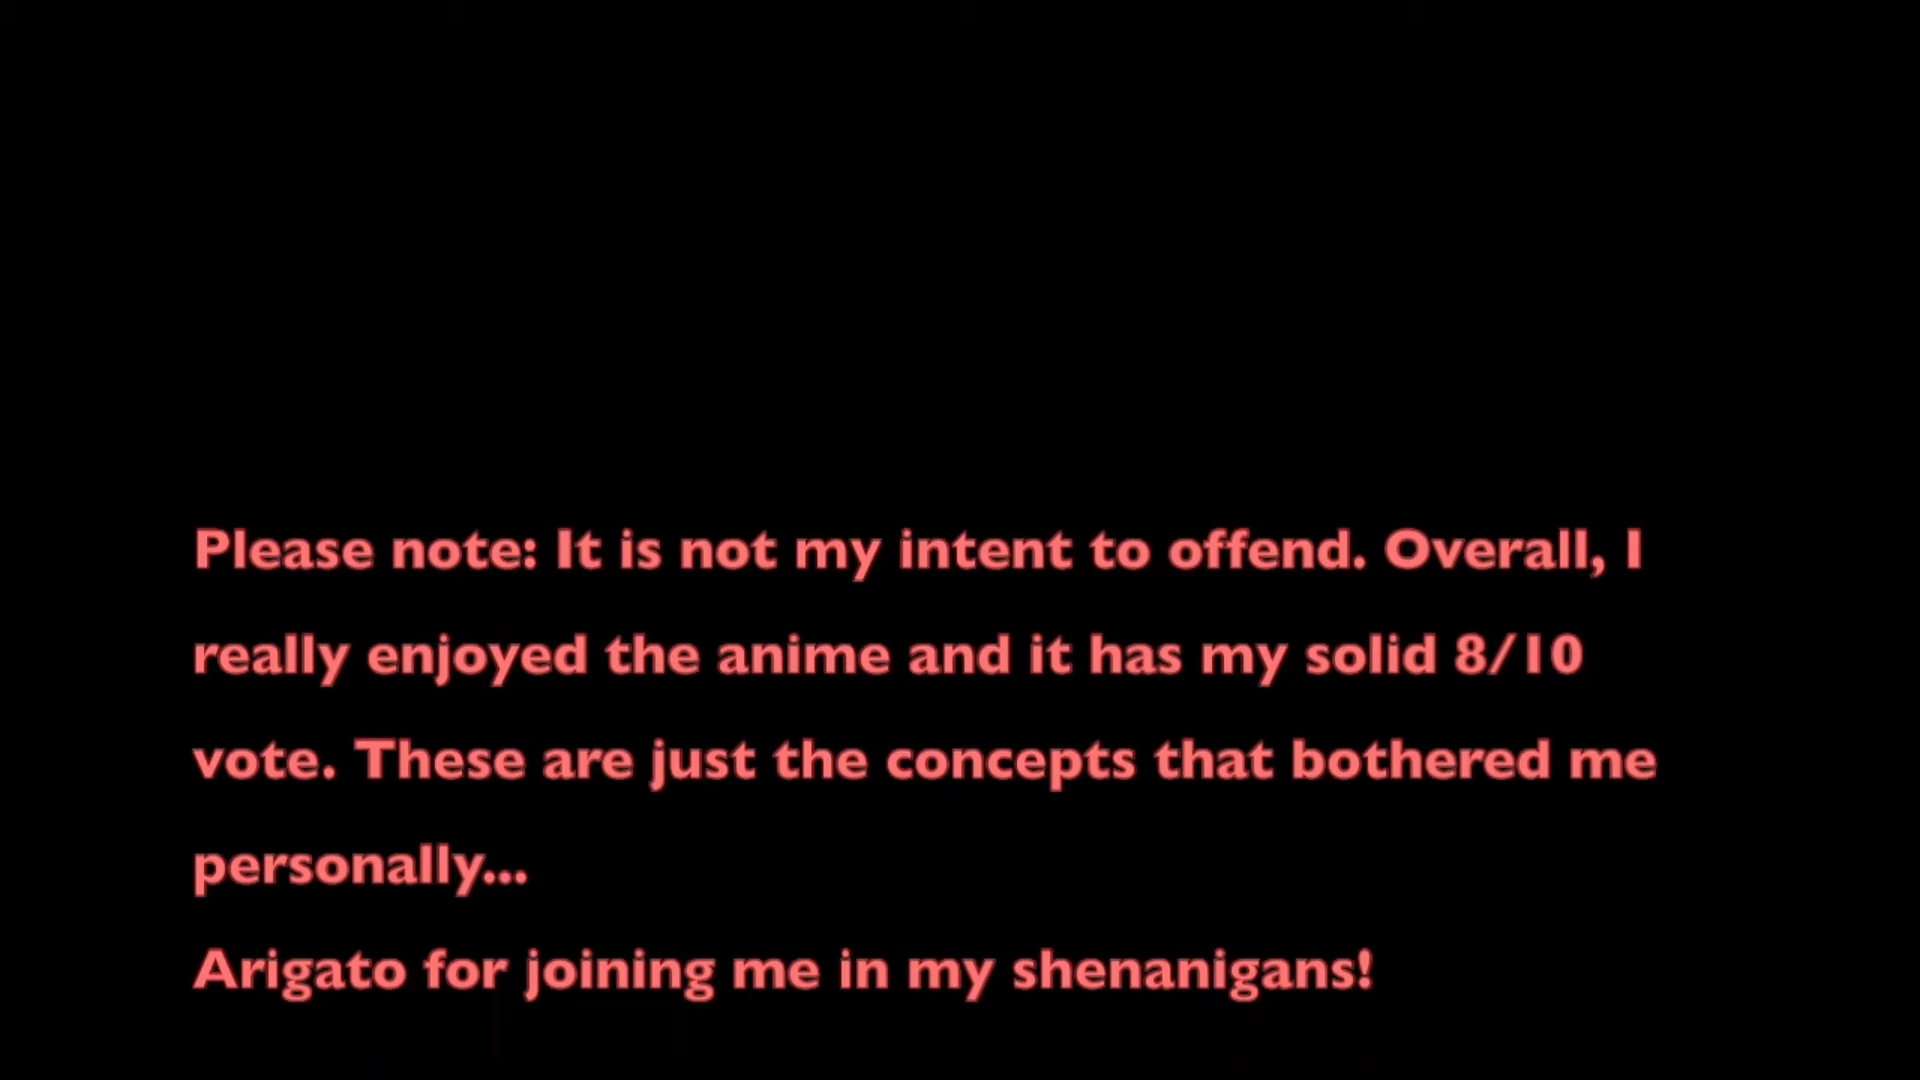 Please note: It is not my intent to offend. Overall, I
really enjoyed the anime and it has my solid 8/10
vote. These are just the concepts that bothered me
personally...
Arigato for joining me in my shenanigans!